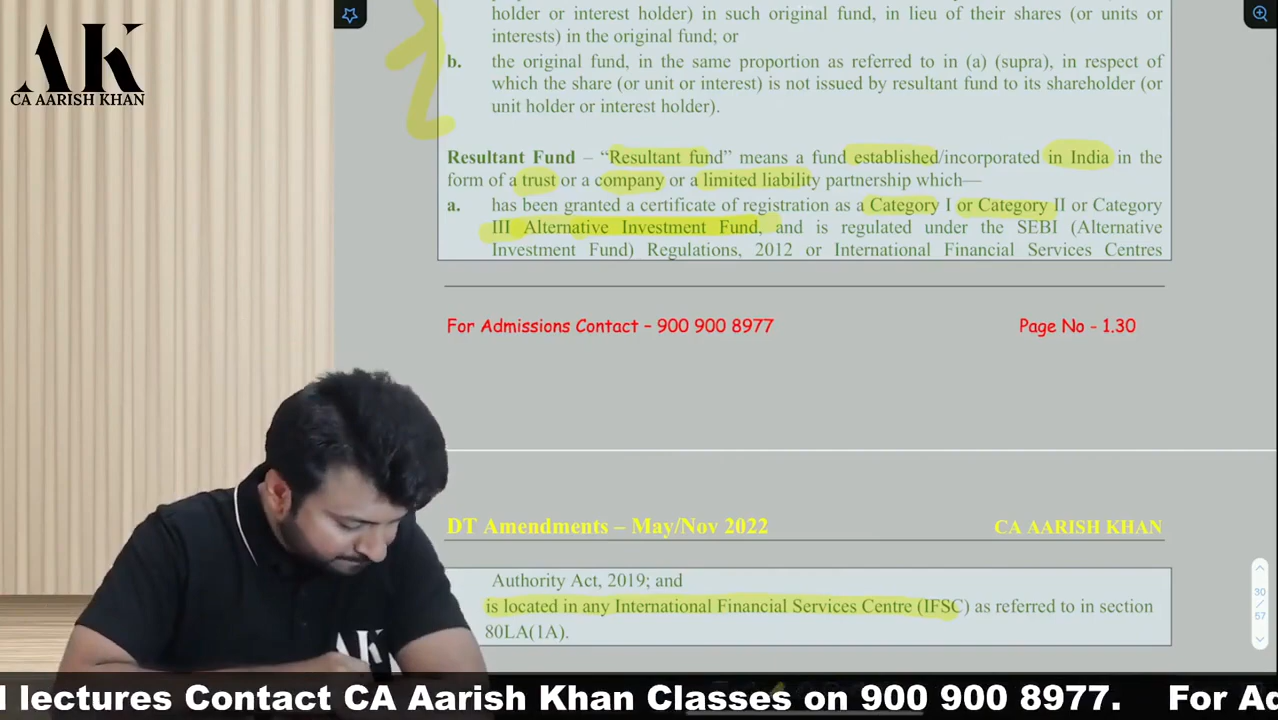 AK
CA AARISH KHAN
holder or interest holder) in such original fund, in lieu of their shares (or units or
interests) in the original fund; or
b. the original fund, in the same proportion as referred to in (a) (supra), in respect of
which the share (or unit or interest) is not issued by resultant fund to its shareholder (or
unit holder or interest holder).
Resultant Fund – “Resultant fund” means a fund established/incorporated in India in the
form of a trust or a company or a limited liability partnership which—
a. has been granted a certificate of registration as a Category I or Category II or Category
III Alternative Investment Fund, and is regulated under the SEBI (Alternative
Investment Fund) Regulations, 2012 or International Financial Services Centres
For Admissions Contact – 900 900 8977 Page No - 1.30
DT Amendments – May/Nov 2022 CA AARISH KHAN
Authority Act, 2019; and
is located in any International Financial Services Centre (IFSC) as referred to in section
80LA(1A).
30
/
57
AK
lectures Contact CA Aarish Khan Classes on 900 900 8977. For